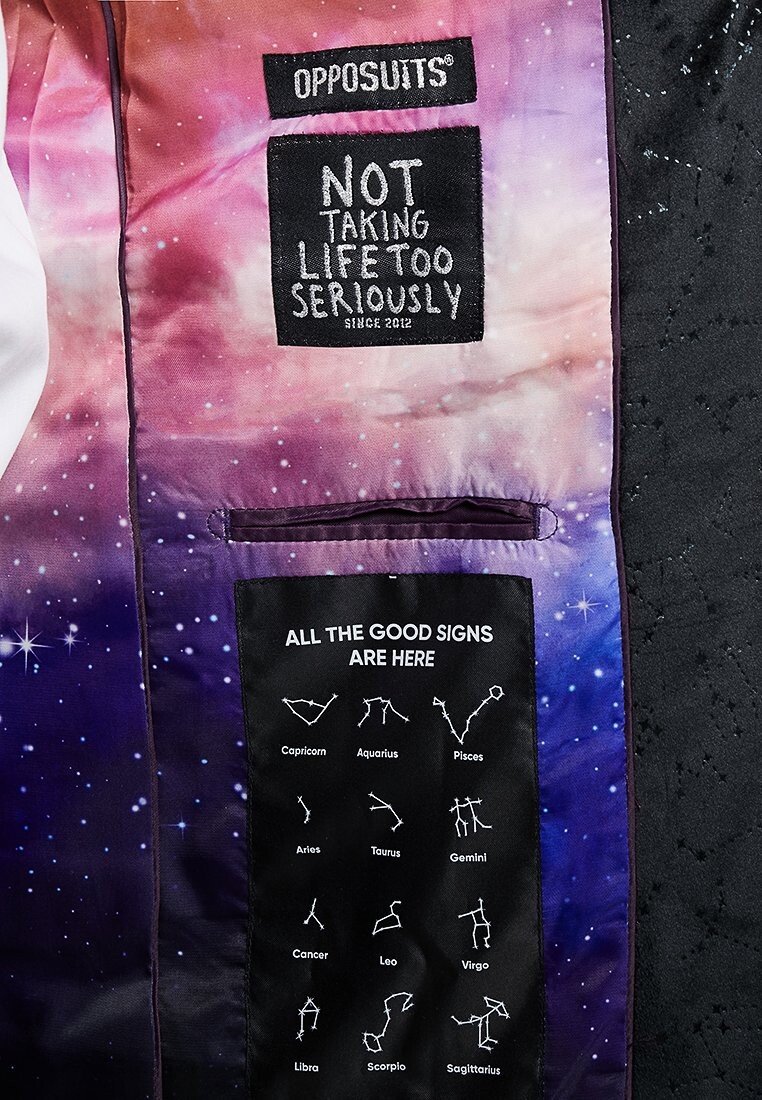 OPPOSUITS®
NOT
TAKING
LIFE TOO
SERIOUSLY
SINCE 2012
ALL THE GOOD SIGNS
ARE HERE
Capricorn Aquarius Pisces
Aries Taurus Gemini
Cancer Leo Virgo
Libra Scorpio Sagittarius